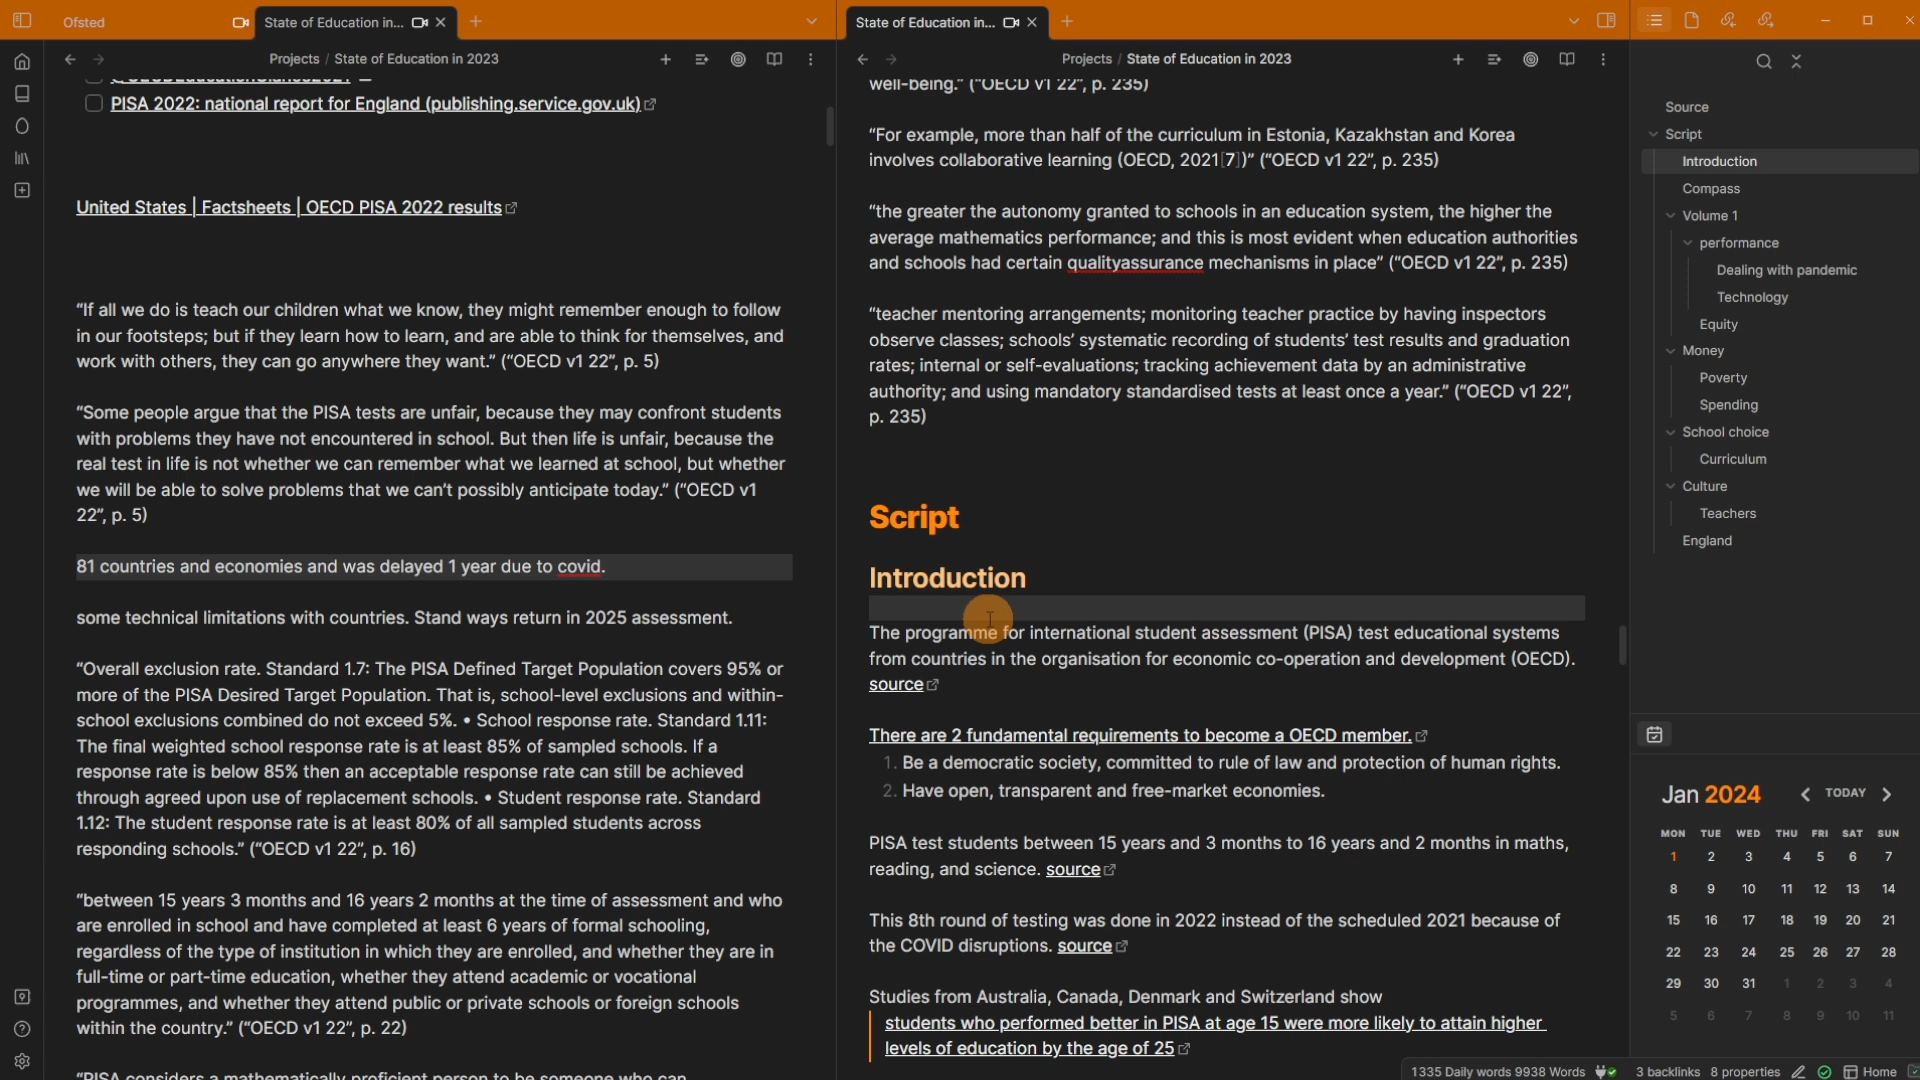 Ofsted
State of Education in...
State of Education in...
Projects / State of Education in 2023
PISA 2022: national report for England (publishing.service.gov.uk)
United States | Factsheets | OECD PISA 2022 results
“If all we do is teach our children what we know, they might remember enough to follow
in our footsteps; but if they learn how to learn, and are able to think for themselves, and
work with others, they can go anywhere they want.” (“OECD v1 22”, p. 5)
“Some people argue that the PISA tests are unfair, because they may confront students
with problems they have not encountered in school. But then life is unfair, because the
real test in life is not whether we can remember what we learned at school, but whether
we will be able to solve problems that we can’t possibly anticipate today.” (“OECD v1
22”, p. 5)
81 countries and economies and was delayed 1 year due to covid.
some technical limitations with countries. Stand ways return in 2025 assessment.
“Overall exclusion rate. Standard 1.7: The PISA Defined Target Population covers 95% or
more of the PISA Desired Target Population. That is, school-level exclusions and within-
school exclusions combined do not exceed 5%. • School response rate. Standard 1.11:
The final weighted school response rate is at least 85% of sampled schools. If a
response rate is below 85% then an acceptable response rate can still be achieved
through agreed upon use of replacement schools. • Student response rate. Standard
1.12: The student response rate is at least 80% of all sampled students across
responding schools.” (“OECD v1 22”, p. 16)
“between 15 years 3 months and 16 years 2 months at the time of assessment and who
are enrolled in school and have completed at least 6 years of formal schooling,
regardless of the type of institution in which they are enrolled, and whether they are in
full-time or part-time education, whether they attend academic or vocational
programmes, and whether they attend public or private schools or foreign schools
within the country.” (“OECD v1 22”, p. 22)
“PISA considers a mathematically proficient person to be someone who can
Projects / State of Education in 2023
well-being.” (“OECD v1 22”, p. 235)
“For example, more than half of the curriculum in Estonia, Kazakhstan and Korea
involves collaborative learning (OECD, 2021[7])” (“OECD v1 22”, p. 235)
“the greater the autonomy granted to schools in an education system, the higher the
average mathematics performance; and this is most evident when education authorities
and schools had certain qualityassurance mechanisms in place” (“OECD v1 22”, p. 235)
“teacher mentoring arrangements; monitoring teacher practice by having inspectors
observe classes; schools’ systematic recording of students’ test results and graduation
rates; internal or self-evaluations; tracking achievement data by an administrative
authority; and using mandatory standardised tests at least once a year.” (“OECD v1 22”,
p. 235)
Script
Introduction
The programme for international student assessment (PISA) test educational systems
from countries in the organisation for economic co-operation and development (OECD).
source
There are 2 fundamental requirements to become a OECD member.
1. Be a democratic society, committed to rule of law and protection of human rights.
2. Have open, transparent and free-market economies.
PISA test students between 15 years and 3 months to 16 years and 2 months in maths,
reading, and science. source
This 8th round of testing was done in 2022 instead of the scheduled 2021 because of
the COVID disruptions. source
Studies from Australia, Canada, Denmark and Switzerland show
students who performed better in PISA at age 15 were more likely to attain higher
levels of education by the age of 25
Source
Script
Introduction
Compass
Volume 1
performance
Dealing with pandemic
Technology
Equity
Money
Poverty
Spending
School choice
Curriculum
Culture
Teachers
England
Jan 2024 TODAY
MON TUE WED THU FRI SAT SUN
1 2 3 4 5 6 7
8 9 10 11 12 13 14
15 16 17 18 19 20 21
22 23 24 25 26 27 28
29 30 31 1 2 3 4
5 6 7 8 9 10 11
1335 Daily words 9938 Words 3 backlinks 8 properties Home